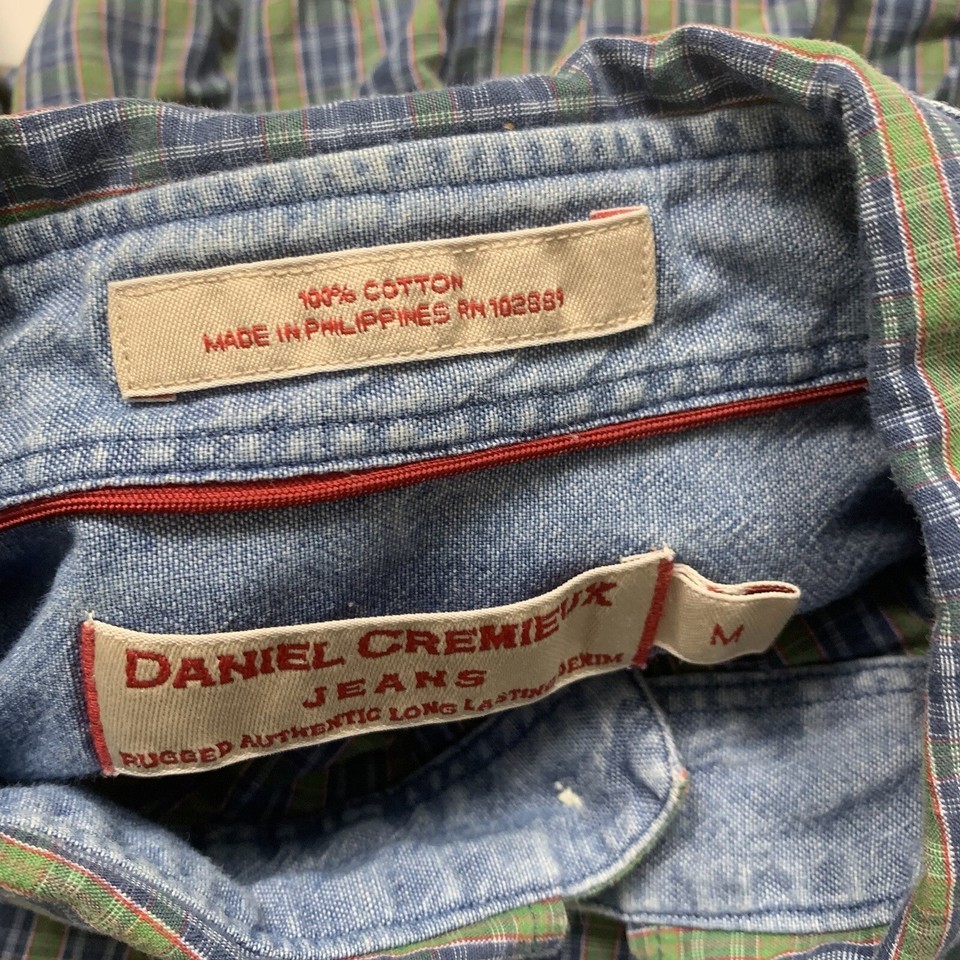 100% COTTON
MADE IN PHILIPPINES RN 102881
DANIEL CREMIEUX
JEANS
RUGGED AUTHENTIC LONG LASTING DENIM
M